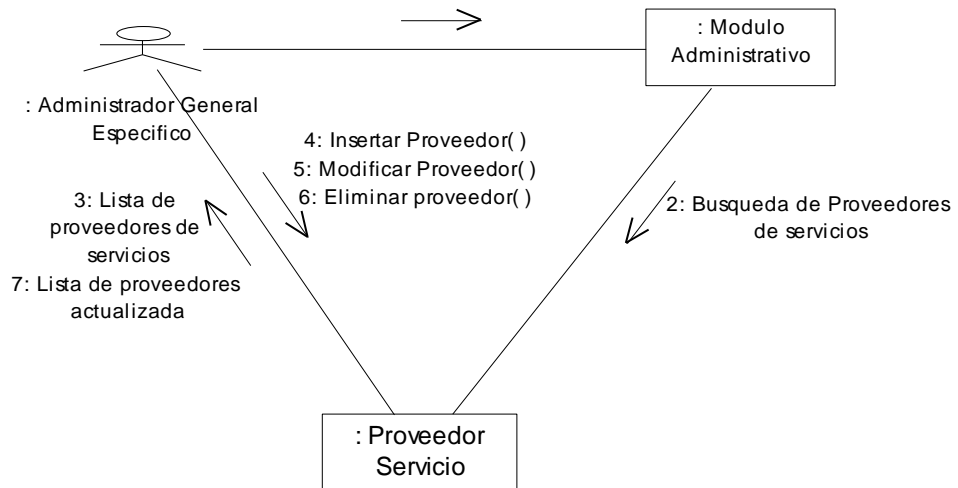 : Modulo
Administrativo
: Administrador General
Especifico
4: Insertar Proveedor( )
5: Modificar Proveedor( )
6: Eliminar proveedor( )
3: Lista de
proveedores de
servicios
7: Lista de proveedores
actualizada
2: Busqueda de Proveedores
de servicios
: Proveedor
Servicio